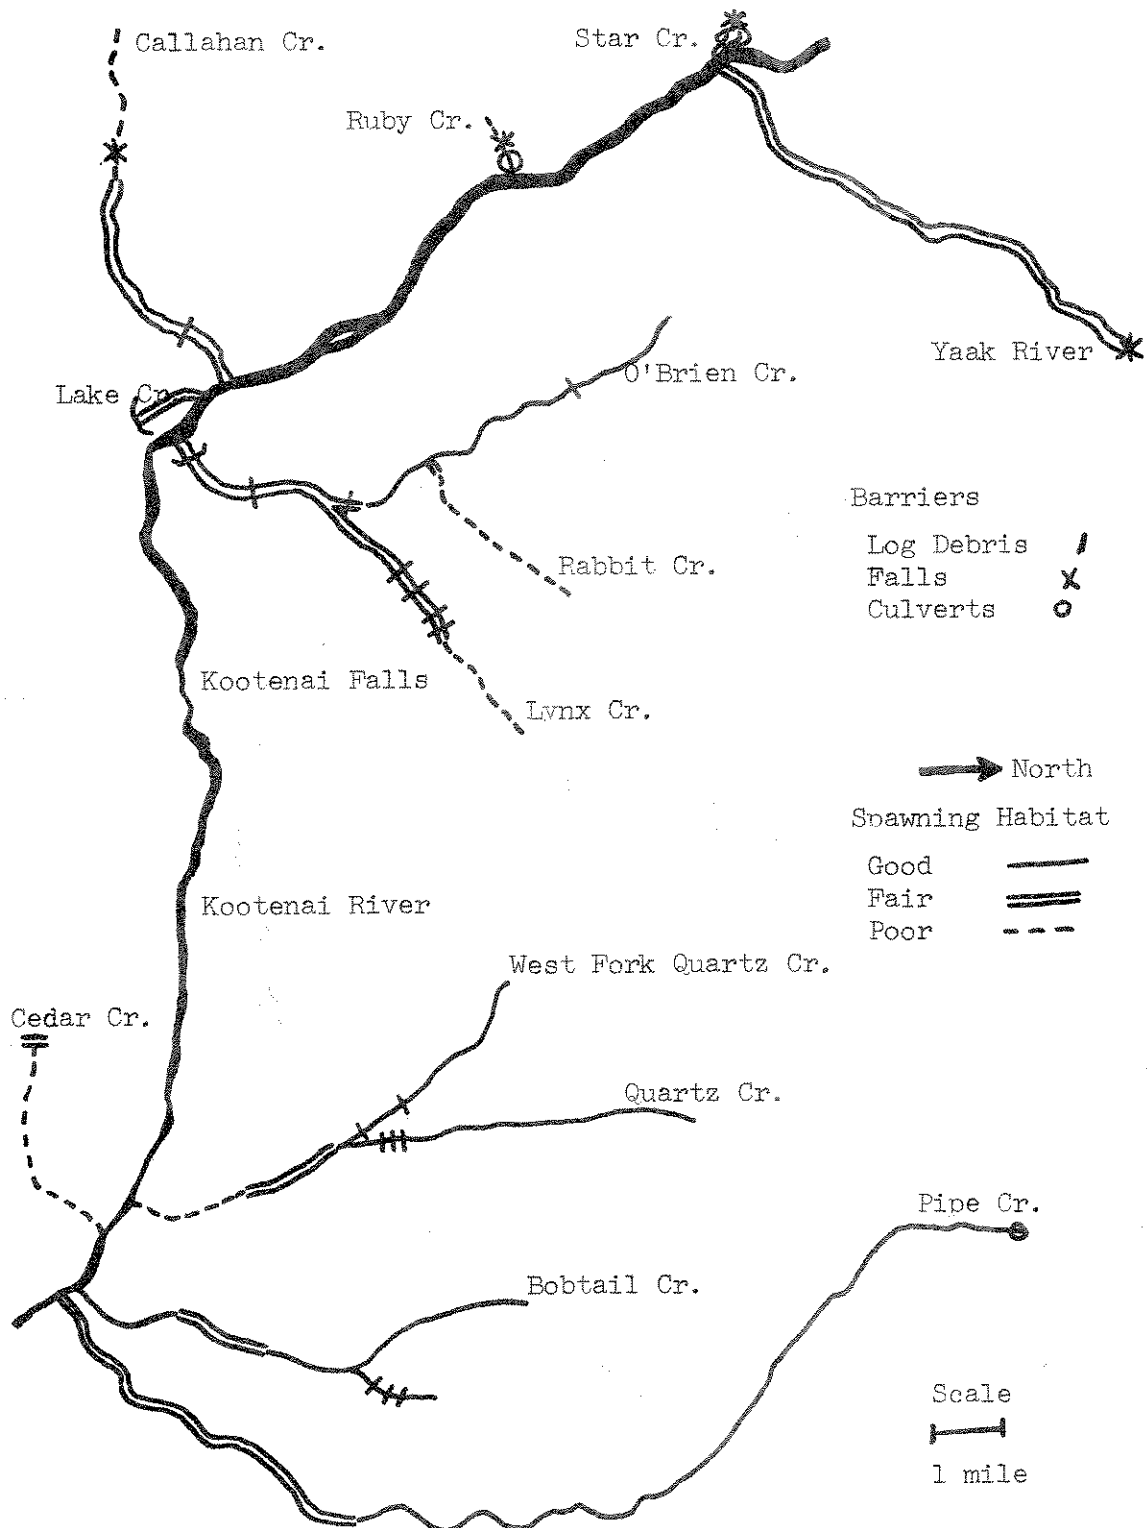 Callahan Cr.
Star Cr.
Ruby Cr.
Yaak River
O'Brien Cr.
Lake Cr.
Barriers
Log Debris
Falls
Culverts
Rabbit Cr.
Kootenai Falls
Lynx Cr.
North
Spawning Habitat
Good
Fair
Poor
Kootenai River
West Fork Quartz Cr.
Cedar Cr.
Quartz Cr.
Pipe Cr.
Bobtail Cr.
Scale
1 mile